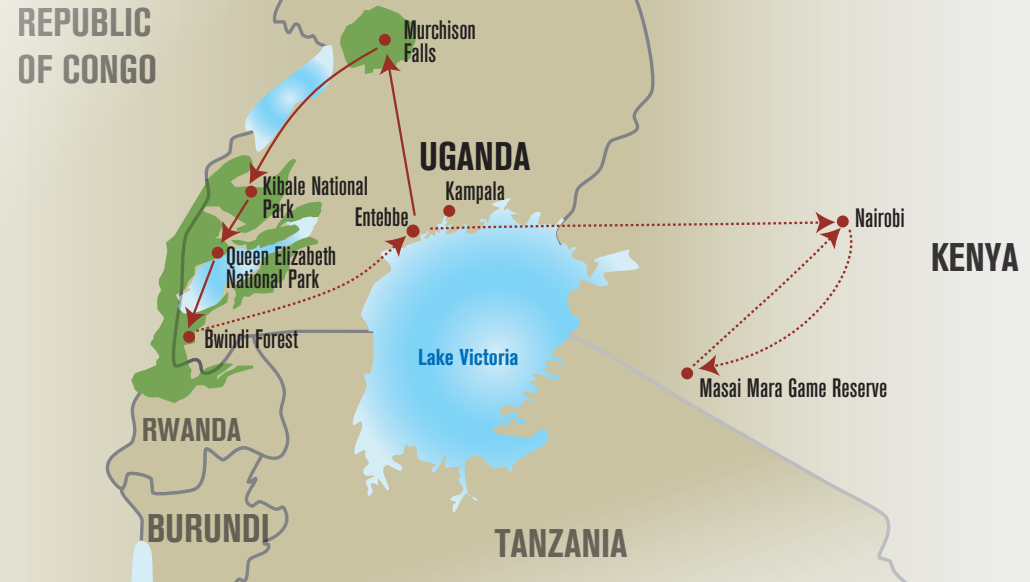 REPUBLIC
OF CONGO
Murchison
Falls
UGANDA
Kampala
Kibale National
Park
Entebbe
Nairobi
Queen Elizabeth
National Park
KENYA
Bwindi Forest
Lake Victoria
Masai Mara Game Reserve
RWANDA
BURUNDI
TANZANIA